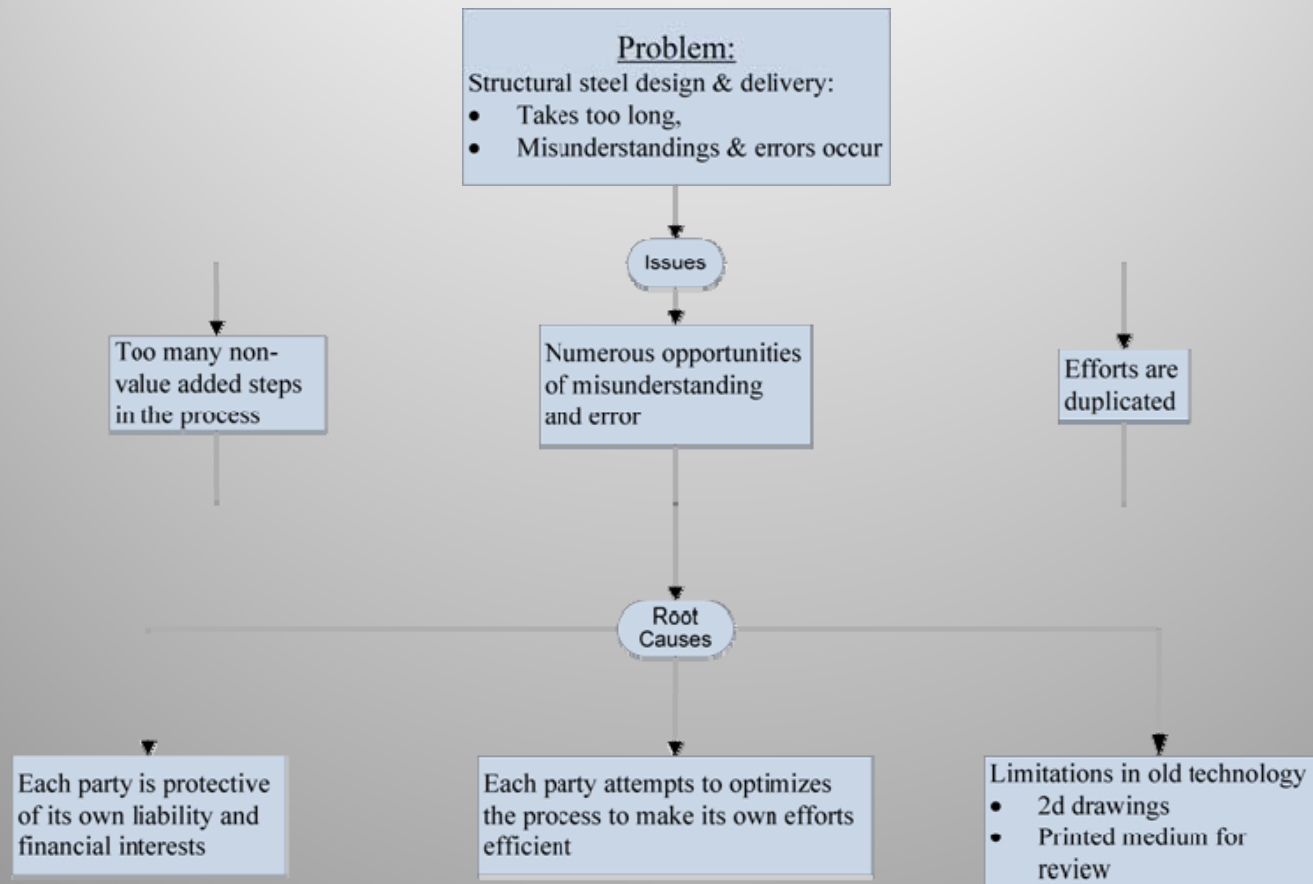 Problem:
Structural steel design & delivery:
• Takes too long,
• Misunderstandings & errors occur
Issues
Too many non-
value added steps
in the process
Numerous opportunities
of misunderstanding
and error
Efforts are
duplicated
Root
Causes
Each party is protective
of its own liability and
financial interests
Each party attempts to optimizes
the process to make its own efforts
efficient
Limitations in old technology
• 2d drawings
• Printed medium for
review